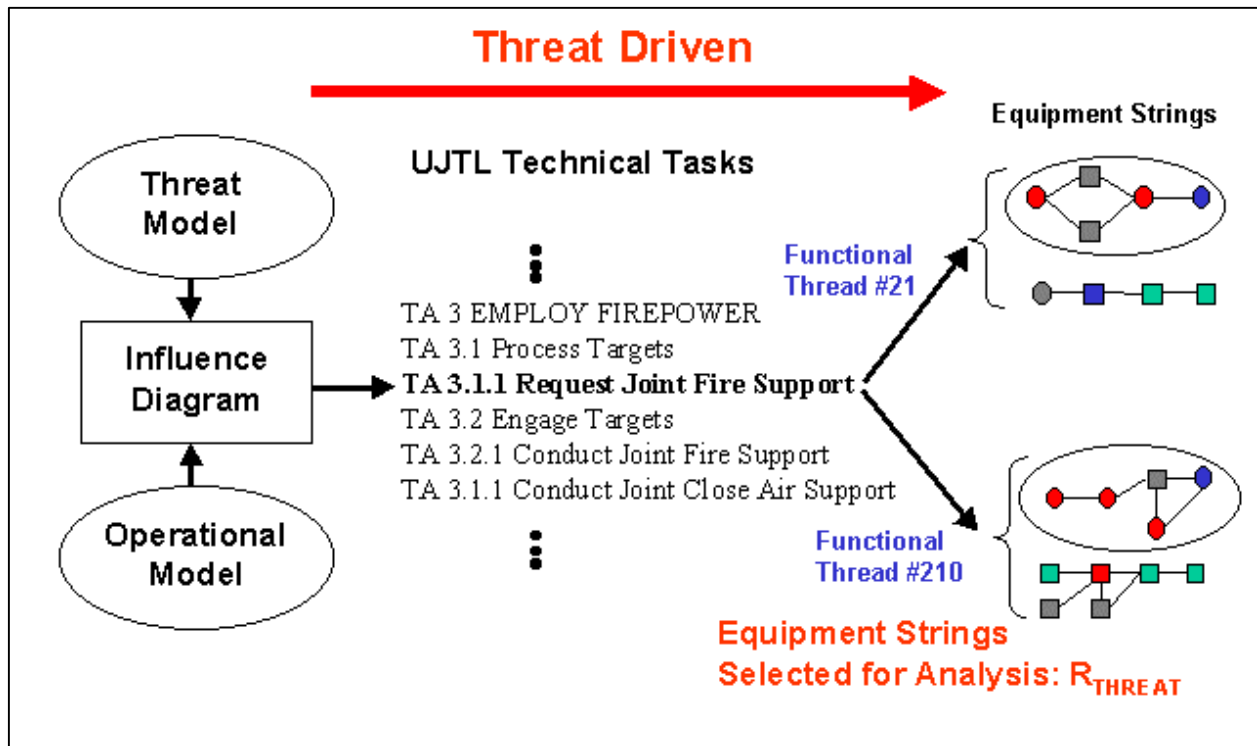 Threat Driven
Equipment Strings
UJTL Technical Tasks
Threat
Model
Functional
Thread #21
TA 3 EMPLOY FIREPOWER
TA 3.1 Process Targets
TA 3.1.1 Request Joint Fire Support
TA 3.2 Engage Targets
TA 3.2.1 Conduct Joint Fire Support
TA 3.1.1 Conduct Joint Close Air Support
Influence
Diagram
Operational
Model
Functional
Thread #210
Equipment Strings
Selected for Analysis: RTHREAT